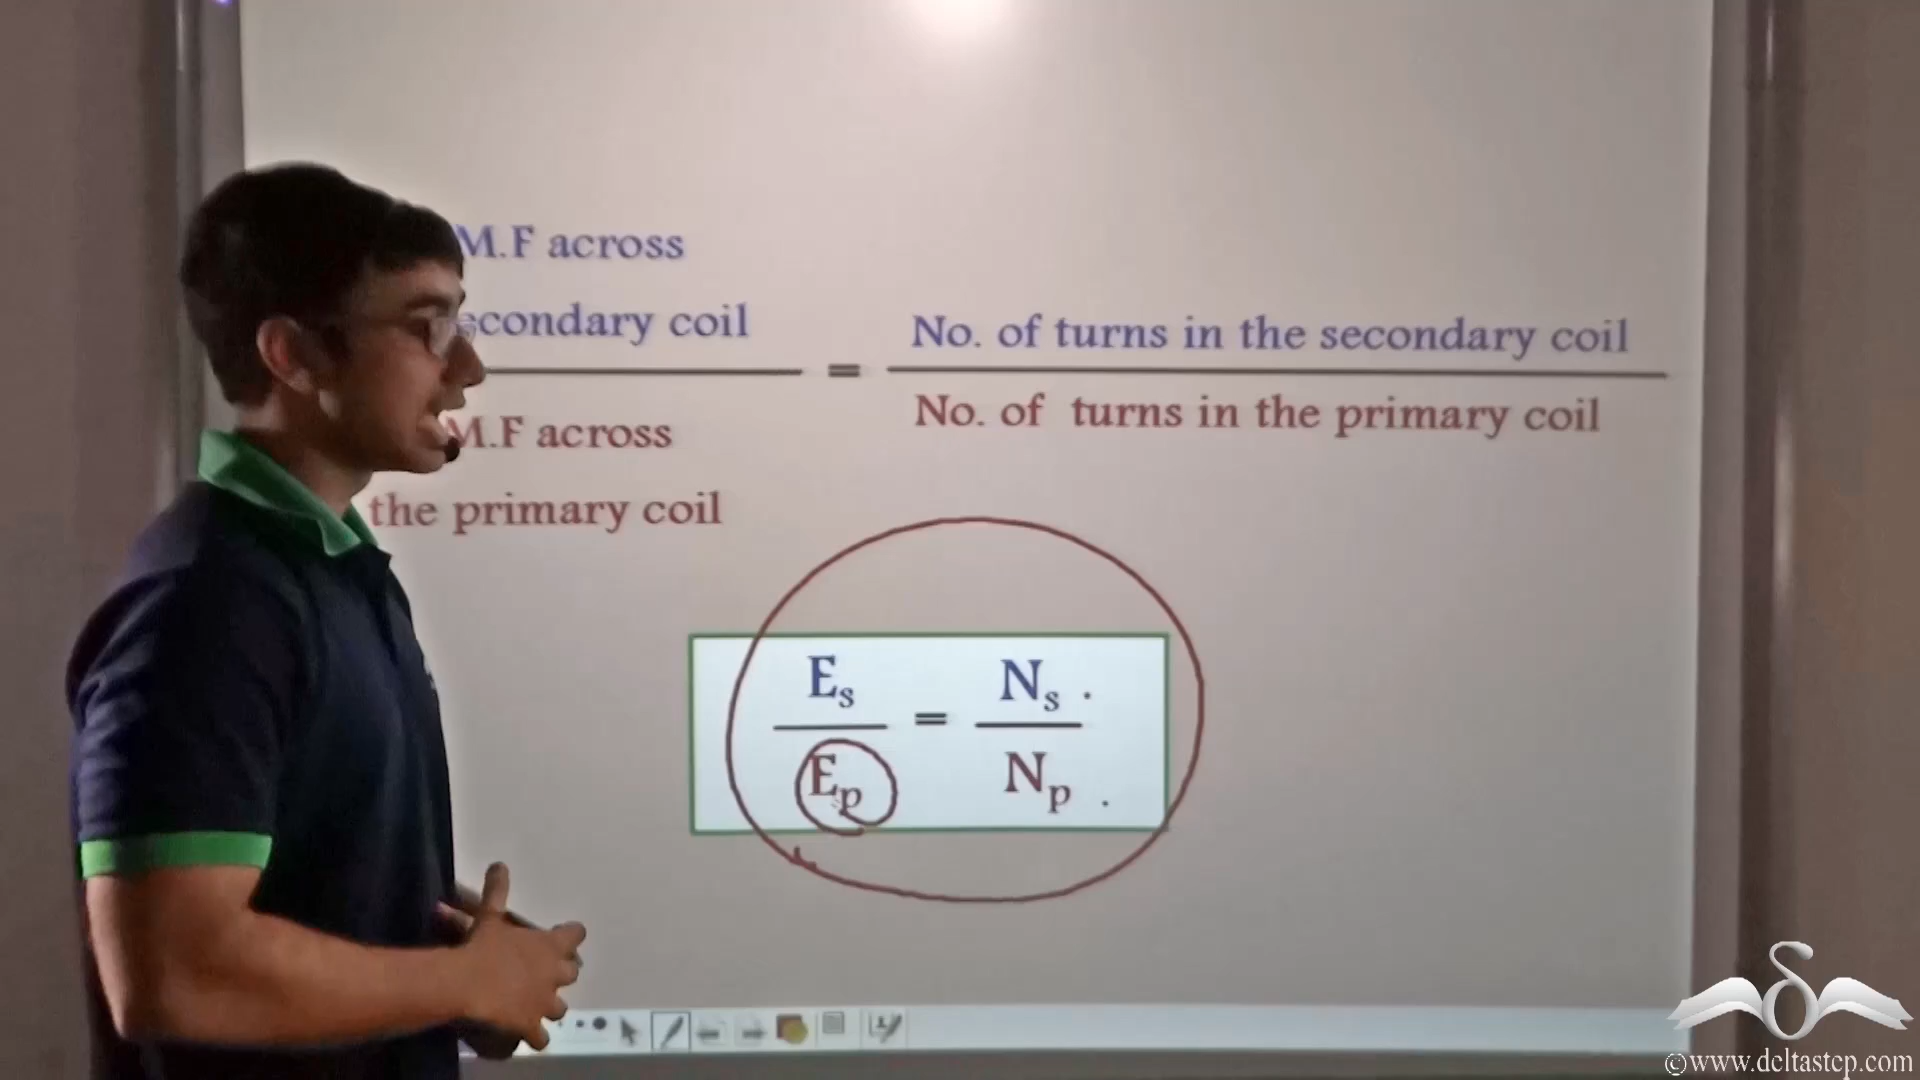 M.F across
secondary coil
=
No. of turns in the secondary coil
No. of turns in the primary coil
M.F across
the primary coil
Es / Ep = Ns / Np
©www.deltastep.com